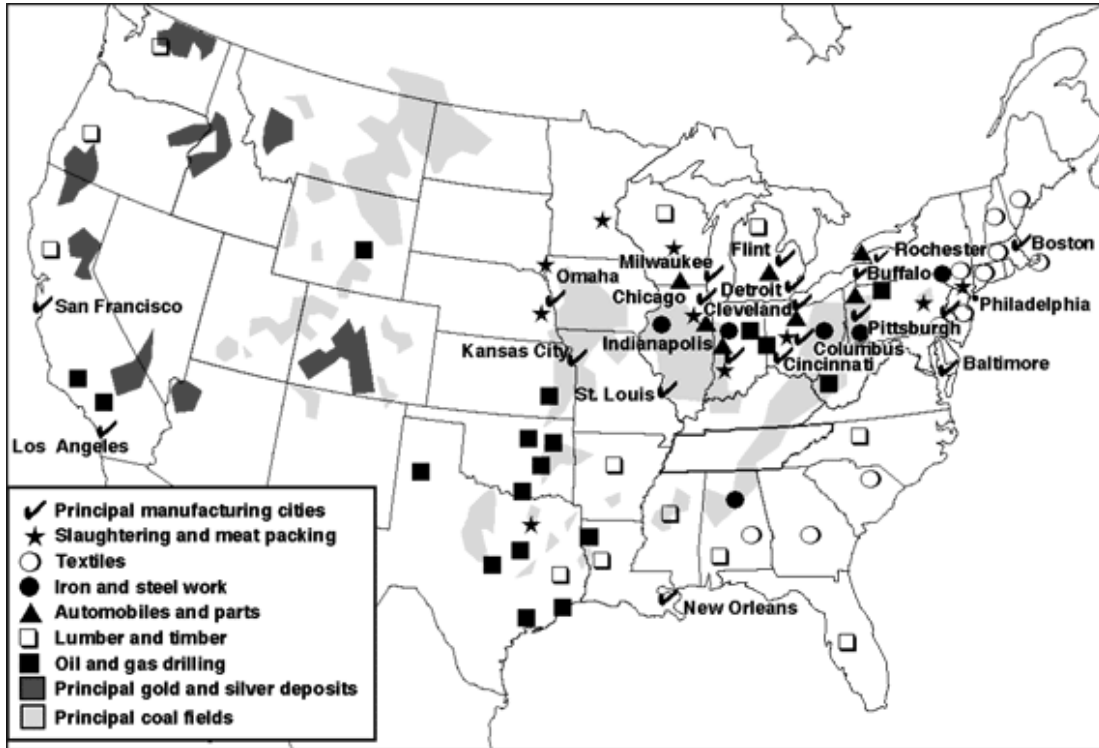 Flint
Rochester
Boston
Milwaukee
Buffalo
Omaha
Detroit
Chicago
San Francisco
Cleveland
Philadelphia
Pittsburgh
Indianapolis
Kansas City
Columbus
Cincinnati
Baltimore
St. Louis
Los Angeles
Principal manufacturing cities
Slaughtering and meat packing
Textiles
Iron and steel work
Automobiles and parts
New Orleans
Lumber and timber
Oil and gas drilling
Principal gold and silver deposits
Principal coal fields